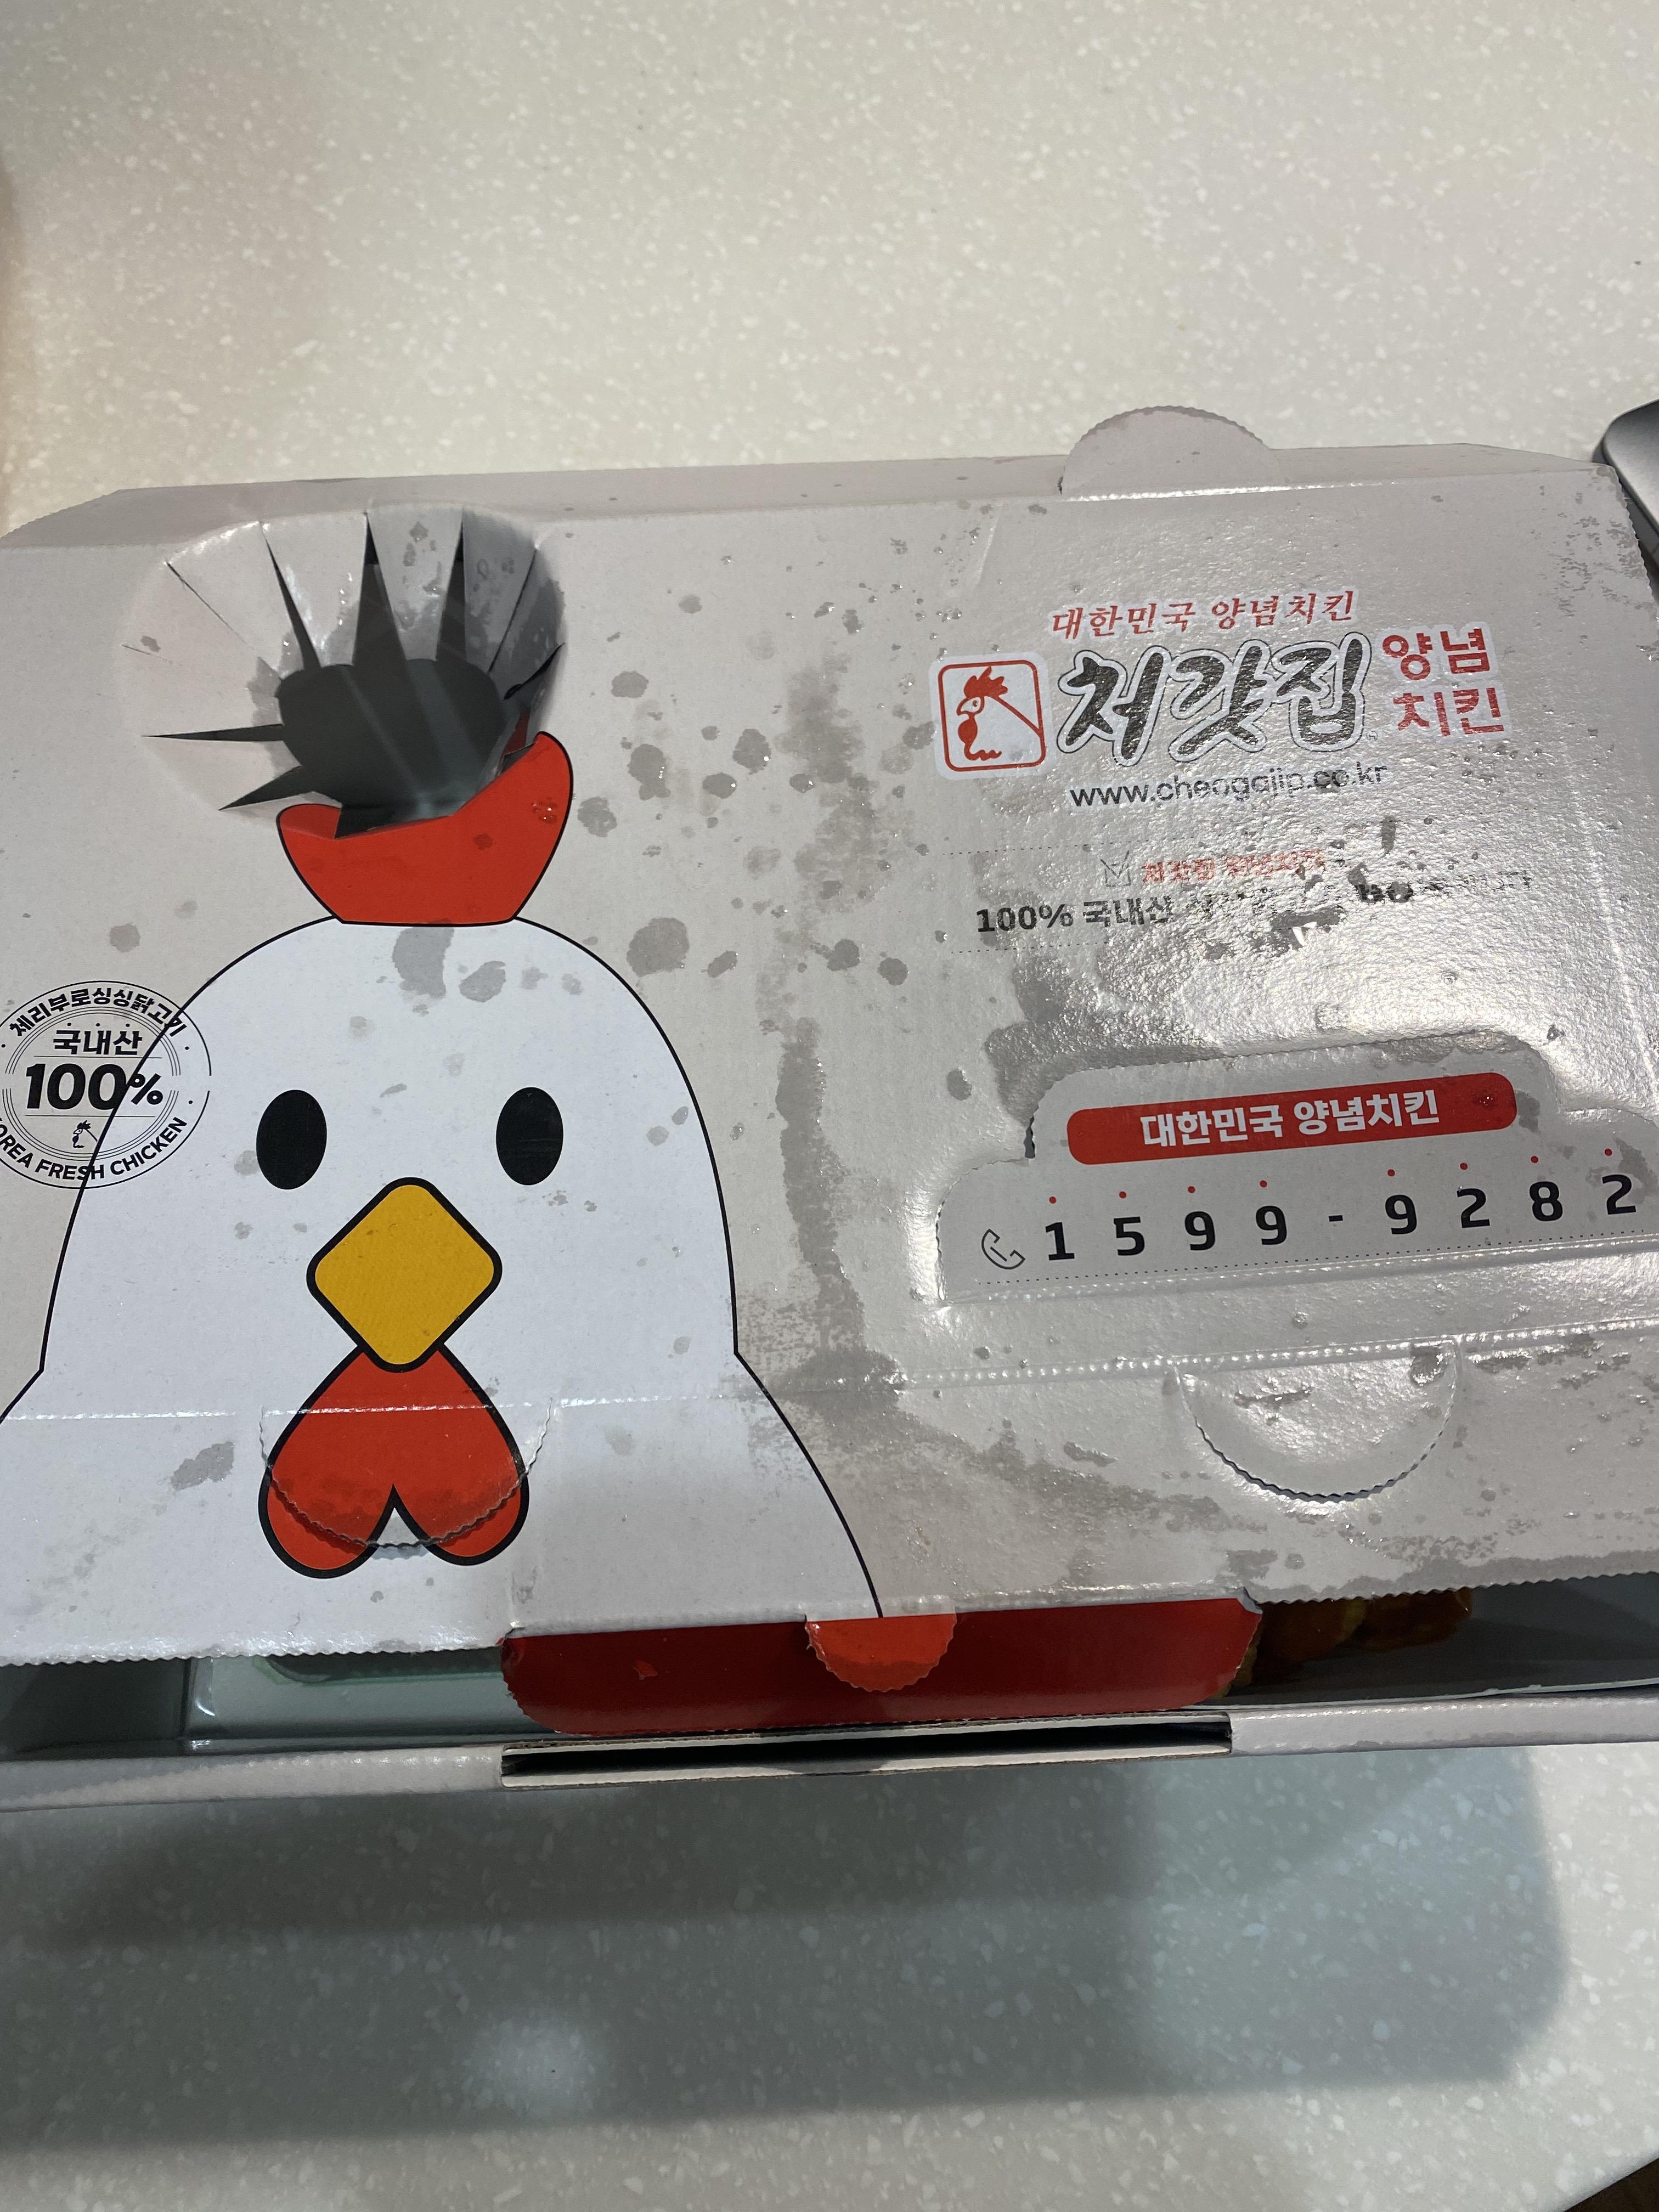 대한민국 양념치킨
처갓집 양념
치킨
www.cheogajip.co.kr
100% 국내산
체리부로싱싱닭고기
국내산
100%
KOREA FRESH CHICKEN
대한민국 양념치킨
1599-9282